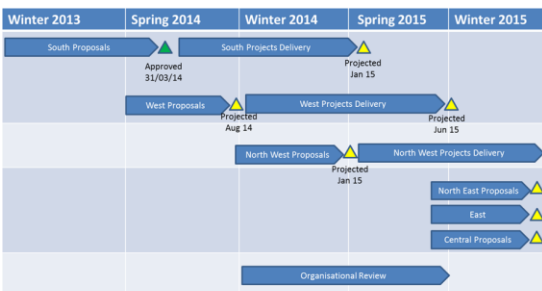 Winter 2013 Spring 2014 Winter 2014 Spring 2015 Winter 2015
South Proposals South Projects Delivery
Approved
31/03/14
Projected
Jan 15
West Proposals West Projects Delivery
Projected
Aug 14
Projected
Jun 15
North West Proposals North West Projects Delivery
Projected
Jan 15
North East Proposals
East
Central Proposals
Organisational Review